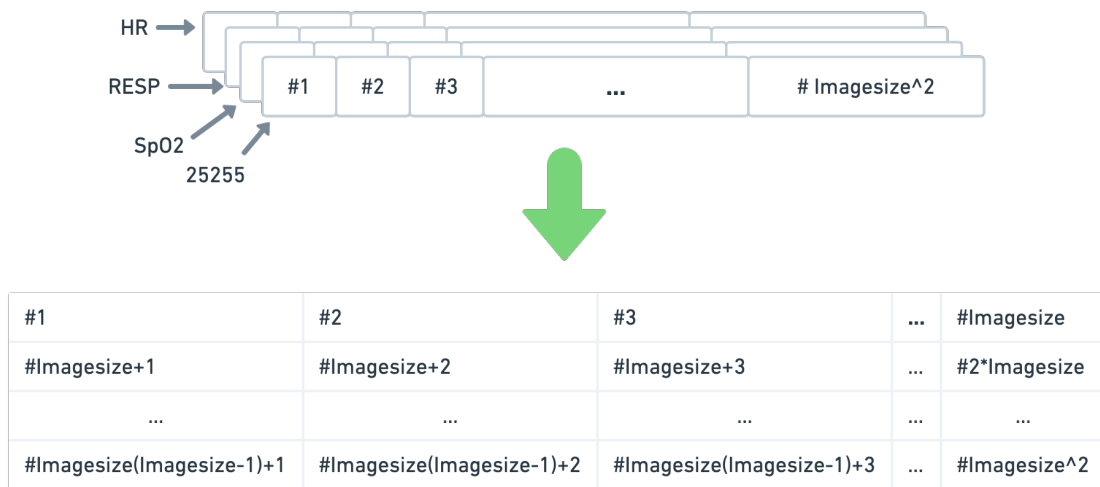 HR
RESP
#1 #2 #3 ... # Imagesize^2
SpO2
25255
#1 #2 #3 ... #Imagesize
#Imagesize+1 #Imagesize+2 #Imagesize+3 ... #2*Imagesize
... ... ... ... ...
#Imagesize(Imagesize-1)+1 #Imagesize(Imagesize-1)+2 #Imagesize(Imagesize-1)+3 ... #Imagesize^2